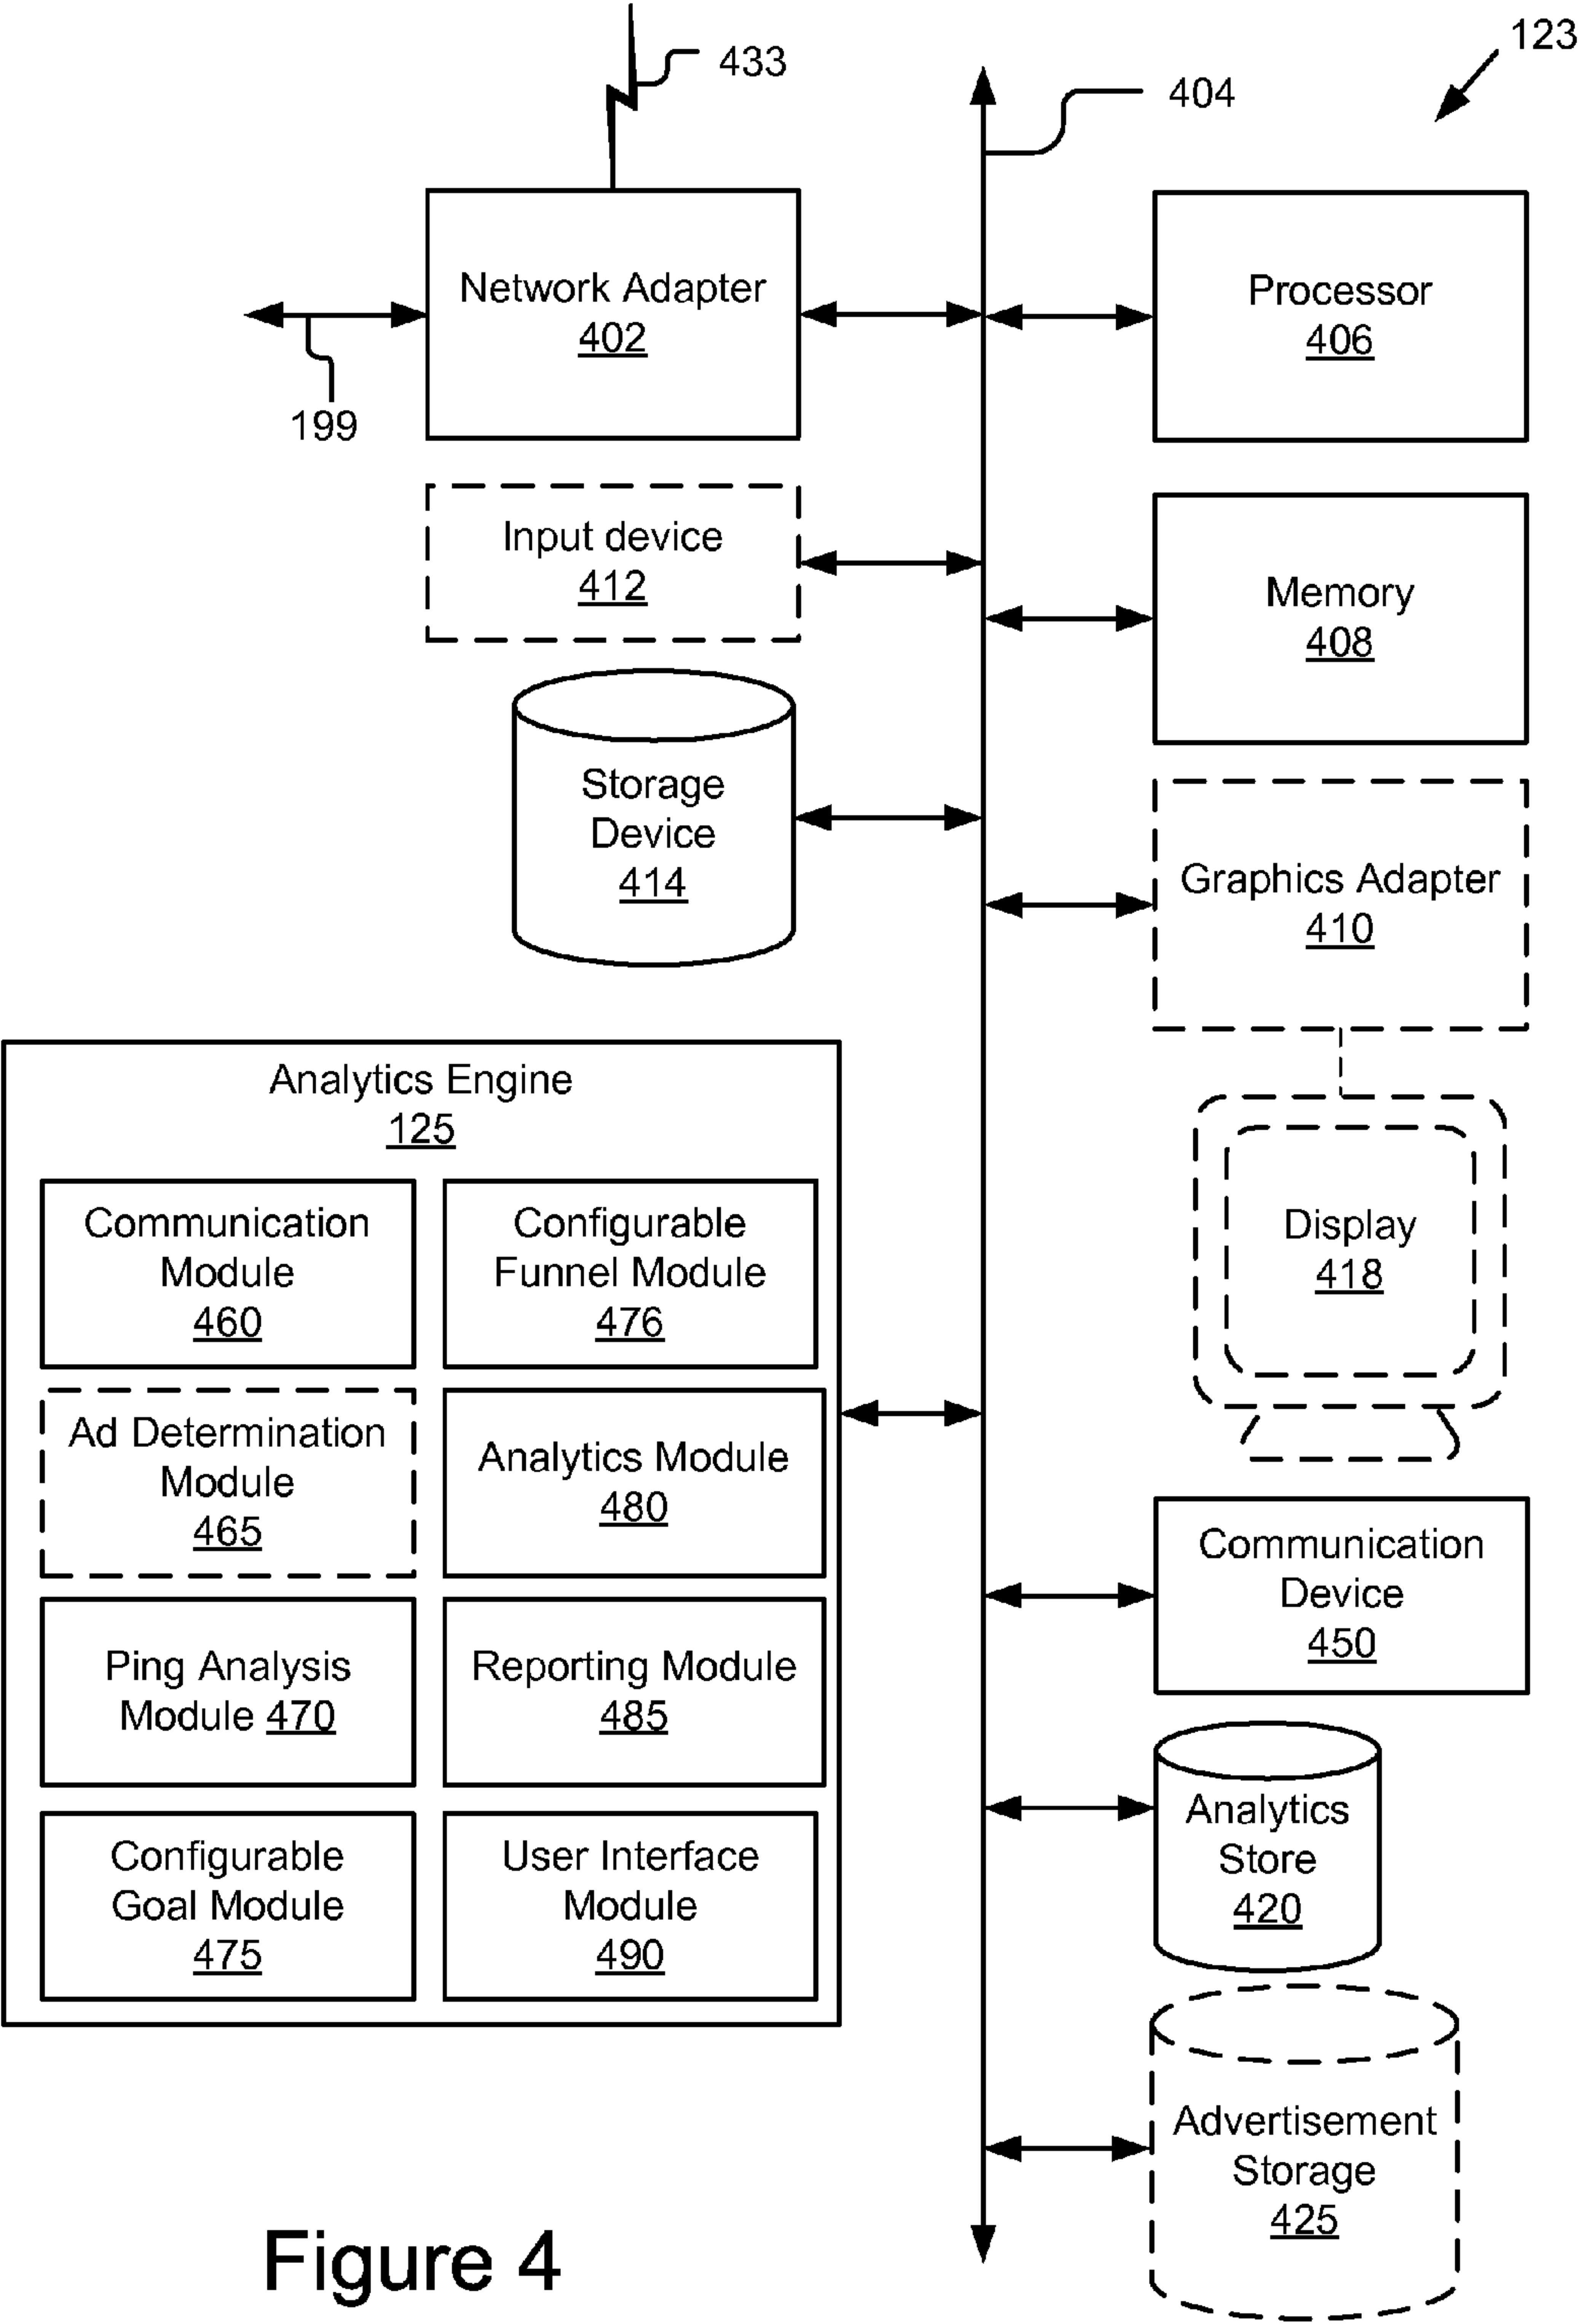 433
404
123
Network Adapter
402
199
Processor
406
Input device
412
Memory
408
Storage
Device
414
Graphics Adapter
410
Analytics Engine
125
Communication
Module
460
Configurable
Funnel Module
476
Ad Determination
Module
465
Analytics Module
480
Ping Analysis
Module 470
Reporting Module
485
Configurable
Goal Module
475
User Interface
Module
490
Display
418
Communication
Device
450
Analytics
Store
420
Advertisement
Storage
425
Figure 4